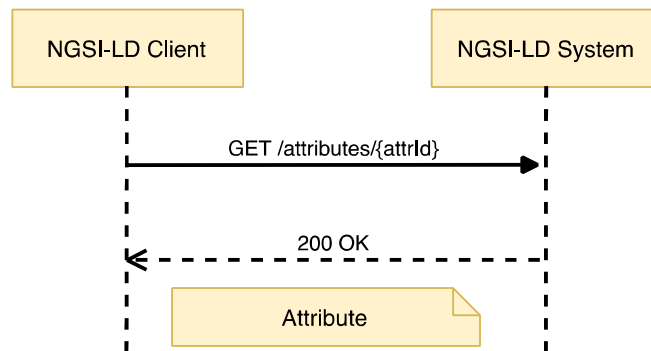 NGSI-LD Client
NGSI-LD System
GET /attributes/{attrId}
200 OK
Attribute